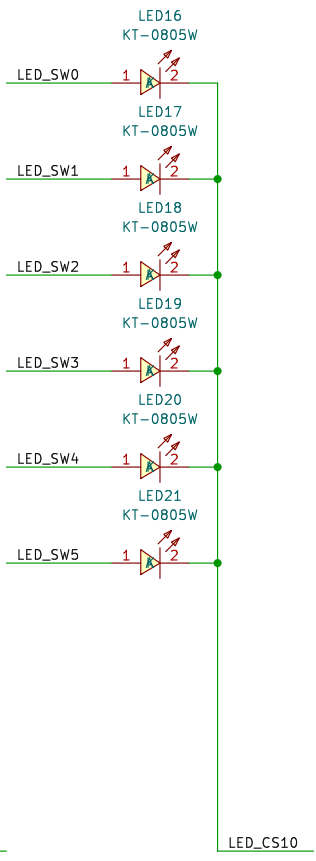 LED16
KT-0805W
LED_SW0
1
2
LED17
KT-0805W
LED_SW1
1
2
LED18
KT-0805W
LED_SW2
1
2
LED19
KT-0805W
LED_SW3
1
2
LED20
KT-0805W
LED_SW4
1
2
LED21
KT-0805W
LED_SW5
1
2
LED_CS10